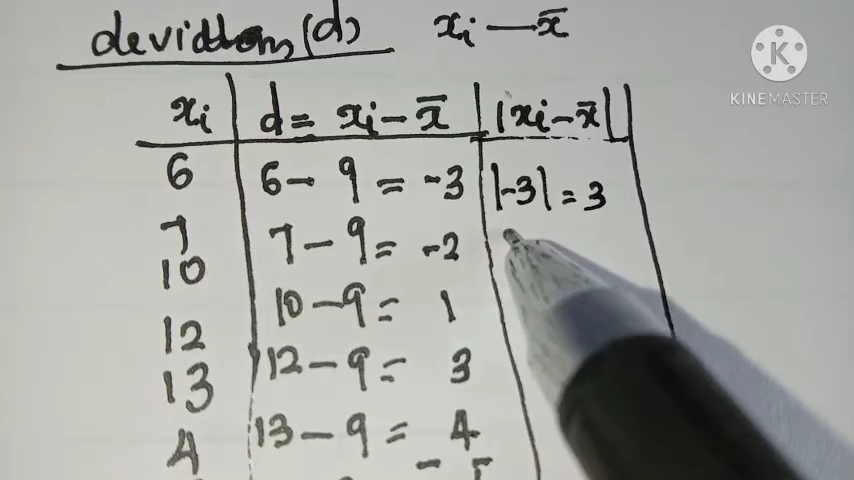 deviations (d) xi — x̄
K
KINEMASTER
xi | d = xi − x̄ | |xi − x̄|
6 | 6 − 9 = -3 | |-3| = 3
7 | 7 − 9 = -2
10 | 10 − 9 = 1
12 | 12 − 9 = 3
13 | 13 − 9 = 4
4